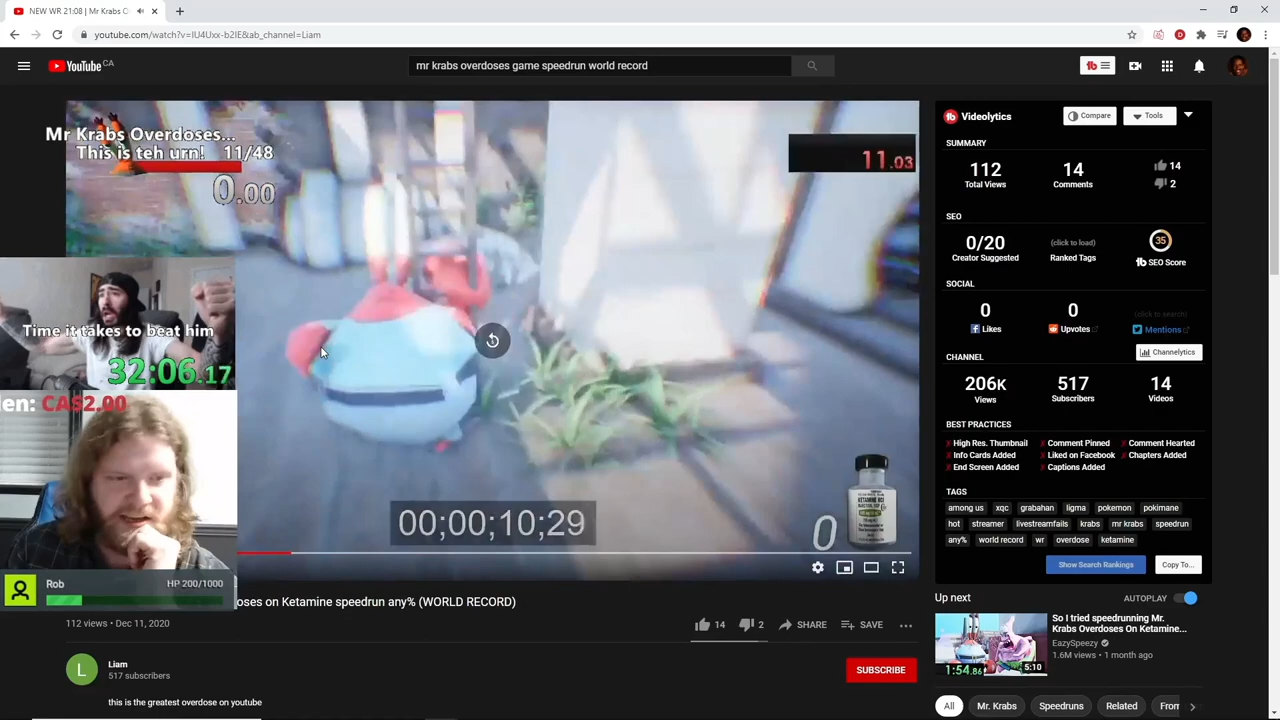 NEW WR 21:08 | Mr Krabs O
youtube.com/watch?v=IU4Uxx-b2IE&ab_channel=Liam
YouTube CA
mr krabs overdoses game speedrun world record
Mr Krabs Overdoses...
This is teh urn! 11/48
0.00
11.03
Time it takes to beat him
32:06.17
len: CA$2.00
Rob
HP 200/1000
00;00;10;29
0
Videolytics
Compare
Tools
SUMMARY
112
14
14
Total Views
Comments
2
SEO
0/20
(click to load)
35
Creator Suggested
Ranked Tags
SEO Score
SOCIAL
0
0
(click to search)
Likes
Upvotes
Mentions
CHANNEL
Channelytics
206K
517
14
Views
Subscribers
Videos
BEST PRACTICES
X High Res. Thumbnail
X Comment Pinned
X Comment Hearted
X Info Cards Added
X Liked on Facebook
X Chapters Added
X End Screen Added
X Captions Added
TAGS
among us xqc grabahan ligma pokemon pokimane
hot streamer livestreamfails krabs mr krabs speedrun
any% world record wr overdose ketamine
Show Search Rankings
Copy To...
oses on Ketamine speedrun any% (WORLD RECORD)
112 views • Dec 11, 2020
14
2
SHARE
SAVE
L
Liam
517 subscribers
SUBSCRIBE
this is the greatest overdose on youtube
Up next
AUTOPLAY
So I tried speedrunning Mr.
Krabs Overdoses On Ketamine...
EazySpeezy
1.6M views • 1 month ago
1:54.86
5:10
All
Mr. Krabs
Speedruns
Related
From